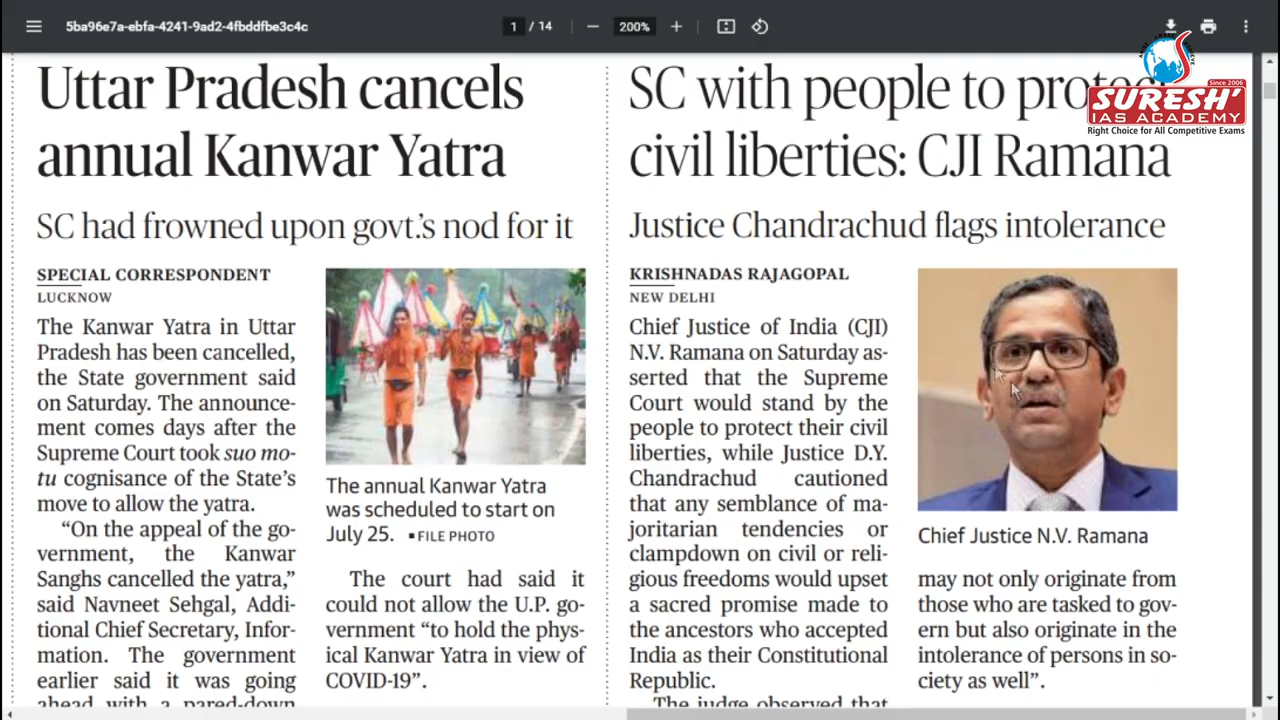 5ba96e7a-ebfa-4241-9ad2-4fbddfbe3c4c
1 / 14
200%
Since 2006
SURESH'
IAS ACADEMY
Right Choice for All Competitive Exams
Uttar Pradesh cancels
annual Kanwar Yatra
SC had frowned upon govt.'s nod for it
SPECIAL CORRESPONDENT
LUCKNOW
The Kanwar Yatra in Uttar
Pradesh has been cancelled,
the State government said
on Saturday. The announce-
ment comes days after the
Supreme Court took suo mo-
tu cognisance of the State's
move to allow the yatra.
"On the appeal of the go-
vernment, the Kanwar
Sanghs cancelled the yatra,"
said Navneet Sehgal, Addi-
tional Chief Secretary, Infor-
mation. The government
earlier said it was going
ahead with a pared-down
The annual Kanwar Yatra
was scheduled to start on
July 25. ▪FILE PHOTO
The court had said it
could not allow the U.P. go-
vernment "to hold the phys-
ical Kanwar Yatra in view of
COVID-19".
SC with people to
civil liberties: CJI Ramana
Justice Chandrachud flags intolerance
KRISHNADAS RAJAGOPAL
NEW DELHI
Chief Justice of India (CJI)
N.V. Ramana on Saturday as-
serted that the Supreme
Court would stand by the
people to protect their civil
liberties, while Justice D.Y.
Chandrachud cautioned
that any semblance of ma-
joritarian tendencies or
clampdown on civil or reli-
gious freedoms would upset
a sacred promise made to
the ancestors who accepted
India as their Constitutional
Republic.
The judge observed that
Chief Justice N.V. Ramana
may not only originate from
those who are tasked to gov-
ern but also originate in the
intolerance of persons in so-
ciety as well".